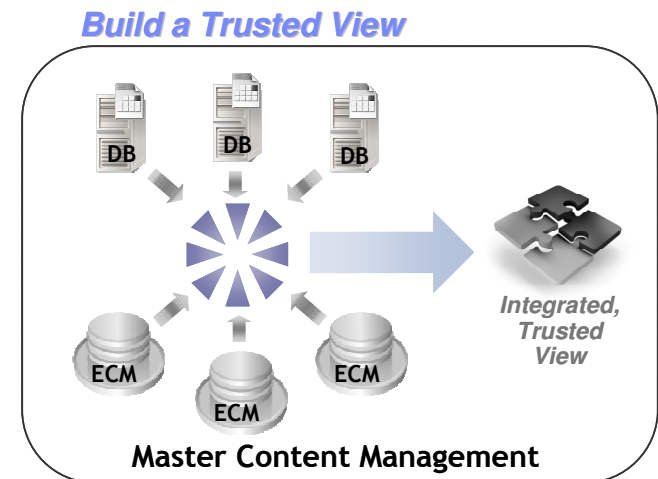 Build a Trusted View
DB
DB
DB
Integrated,
Trusted
View
ECM
ECM
ECM
Master Content Management